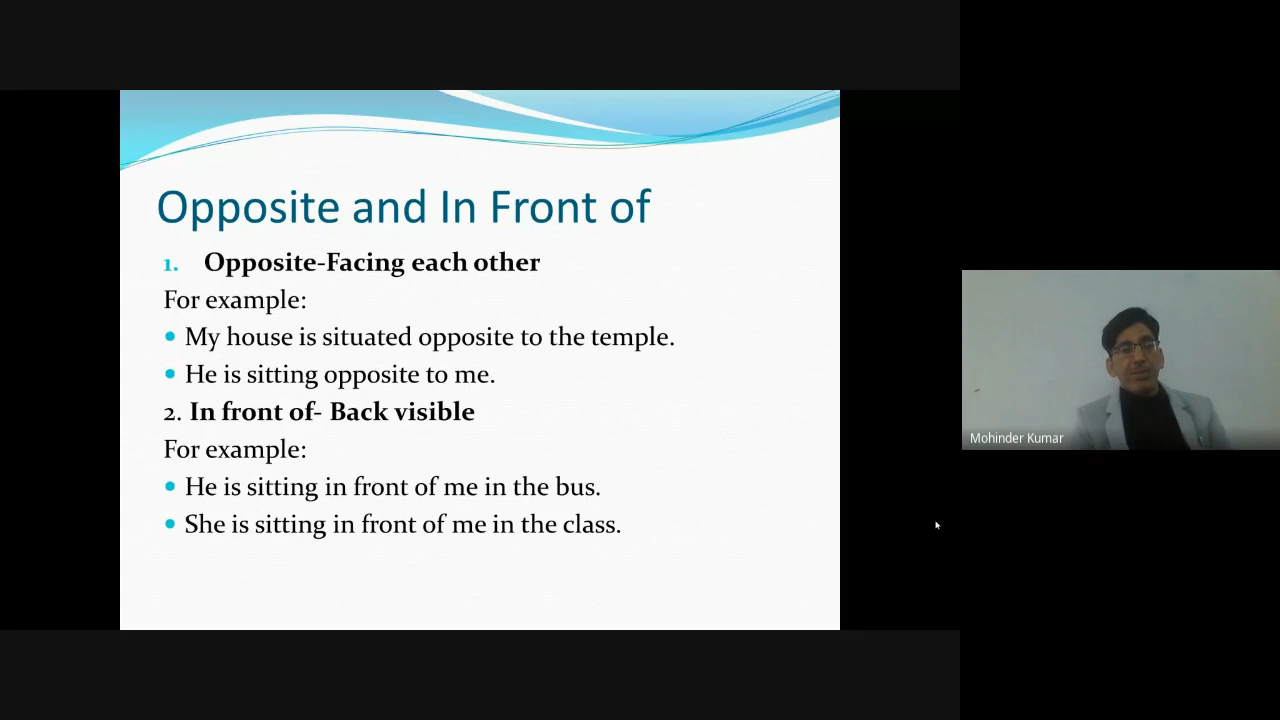 Opposite and In Front of
1. Opposite-Facing each other
For example:
• My house is situated opposite to the temple.
• He is sitting opposite to me.
2. In front of- Back visible
For example:
• He is sitting in front of me in the bus.
• She is sitting in front of me in the class.
Mohinder Kumar